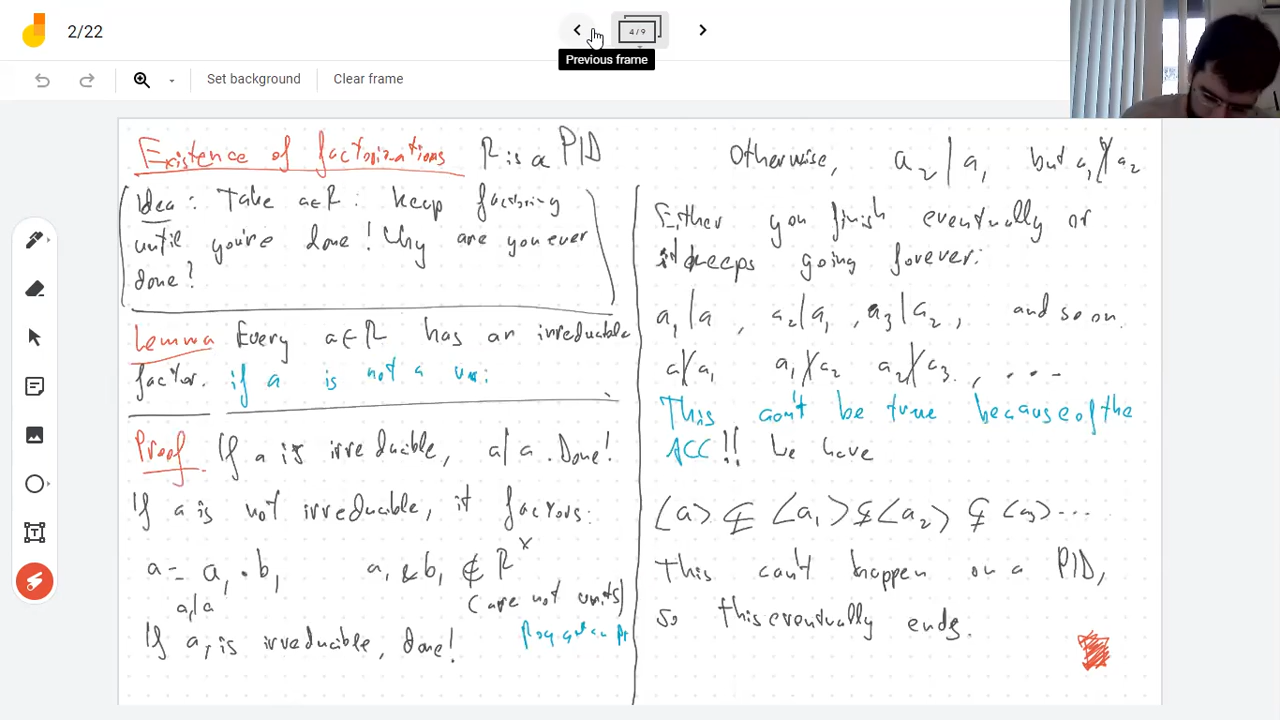 2/22
4/9
Previous frame
Set background
Clear frame
Existence of factorizations R is a PID
(Idea: Take a∈R: keep factoring
until you're done! Why are you ever
done?)
Lemma Every a∈R has an irreducible
factor. if a is not a
Proof If a is irreducible, a|a. Done!
If a is not irreducible, it factors:
a = a₁·b₁ a₁ & b₁ ∉ R^×
a₁|a (are not units)
If a₁ is irreducible, done!
Otherwise, a₂|a₁ but a₁∤a₂
Either you finish eventually or
it keeps going forever:
a₁|a, a₂|a₁, a₃|a₂, and so on.
a∤a₁ a₁∤a₂ a₂∤a₃, ...
This can't be true because of the
ACC!! We have
⟨a⟩ ⊊ ⟨a₁⟩ ⊊ ⟨a₂⟩ ⊊ ⟨a₃⟩ ...
This can't happen on a PID,
so this eventually ends.